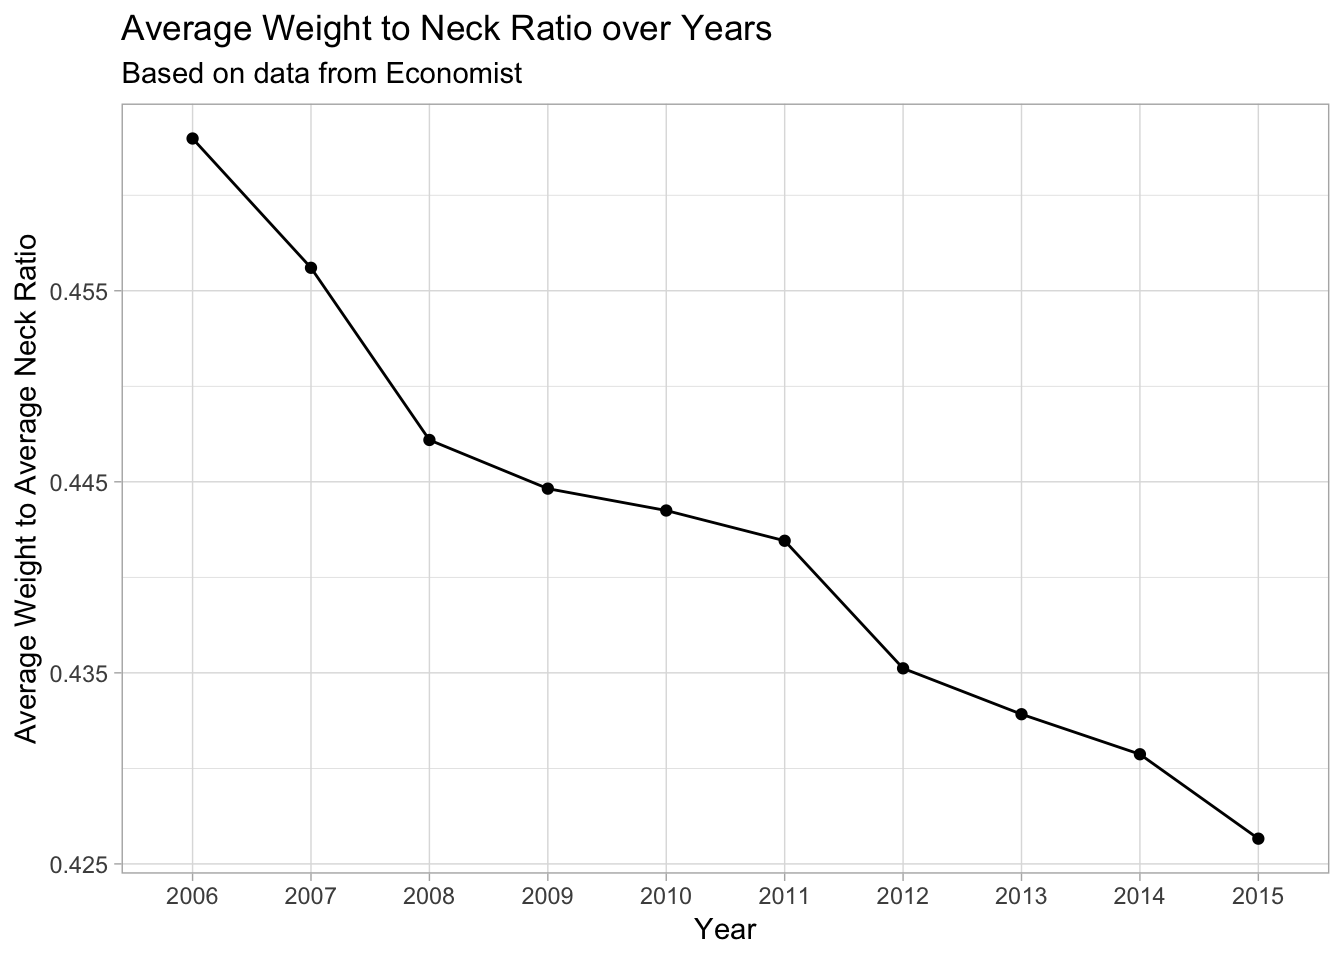 Average Weight to Neck Ratio over Years
Based on data from Economist
Average Weight to Average Neck Ratio
0.455
0.445
0.435
0.425
2006 2007 2008 2009 2010 2011 2012 2013 2014 2015
Year